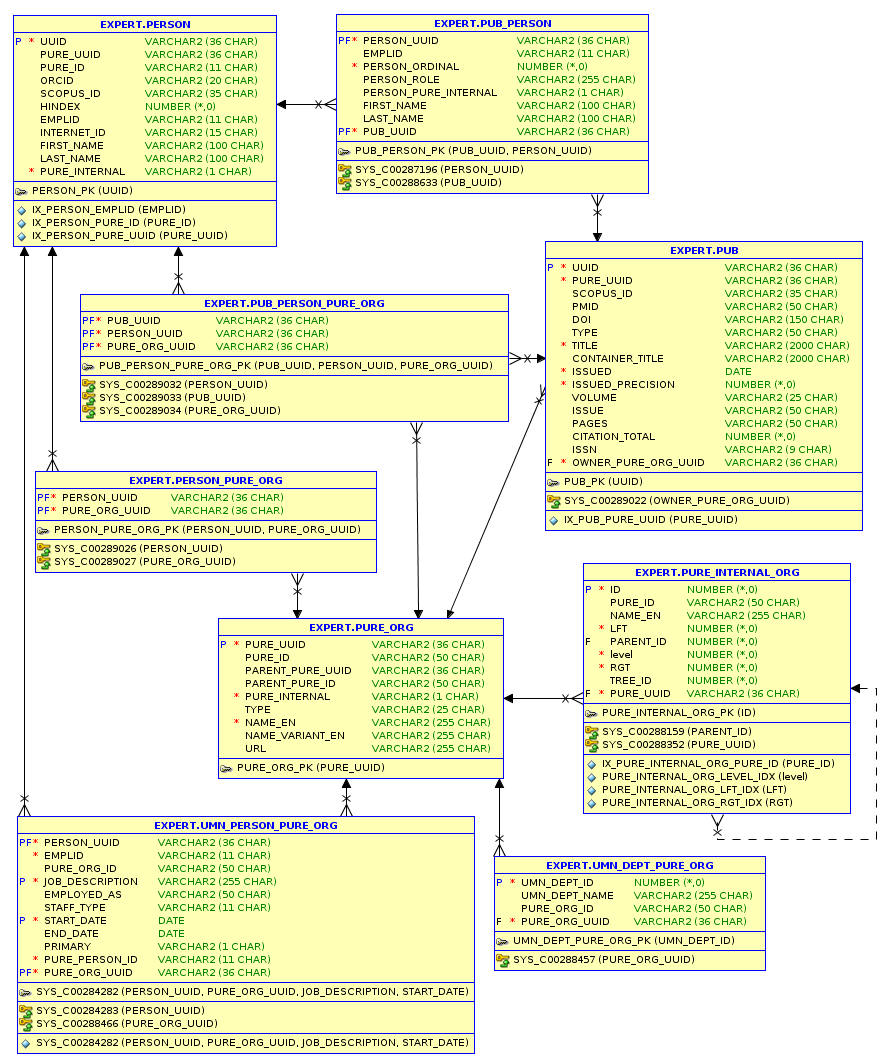 EXPERT.PERSON
P * UUID VARCHAR2 (36 CHAR)
PURE_UUID VARCHAR2 (36 CHAR)
PURE_ID VARCHAR2 (11 CHAR)
ORCID VARCHAR2 (20 CHAR)
SCOPUS_ID VARCHAR2 (35 CHAR)
HINDEX NUMBER (*,0)
EMPLID VARCHAR2 (11 CHAR)
INTERNET_ID VARCHAR2 (15 CHAR)
FIRST_NAME VARCHAR2 (100 CHAR)
LAST_NAME VARCHAR2 (100 CHAR)
* PURE_INTERNAL VARCHAR2 (1 CHAR)
PERSON_PK (UUID)
IX_PERSON_EMPLID (EMPLID)
IX_PERSON_PURE_ID (PURE_ID)
IX_PERSON_PURE_UUID (PURE_UUID)
EXPERT.PUB_PERSON
PF* PERSON_UUID VARCHAR2 (36 CHAR)
EMPLID VARCHAR2 (11 CHAR)
* PERSON_ORDINAL NUMBER (*,0)
PERSON_ROLE VARCHAR2 (255 CHAR)
PERSON_PURE_INTERNAL VARCHAR2 (1 CHAR)
FIRST_NAME VARCHAR2 (100 CHAR)
LAST_NAME VARCHAR2 (100 CHAR)
PF* PUB_UUID VARCHAR2 (36 CHAR)
PUB_PERSON_PK (PUB_UUID, PERSON_UUID)
SYS_C00287196 (PERSON_UUID)
SYS_C00288633 (PUB_UUID)
EXPERT.PUB
P * UUID VARCHAR2 (36 CHAR)
* PURE_UUID VARCHAR2 (36 CHAR)
SCOPUS_ID VARCHAR2 (35 CHAR)
PMID VARCHAR2 (50 CHAR)
DOI VARCHAR2 (150 CHAR)
TYPE VARCHAR2 (50 CHAR)
* TITLE VARCHAR2 (2000 CHAR)
CONTAINER_TITLE VARCHAR2 (2000 CHAR)
* ISSUED DATE
* ISSUED_PRECISION NUMBER (*,0)
VOLUME VARCHAR2 (25 CHAR)
ISSUE VARCHAR2 (50 CHAR)
PAGES VARCHAR2 (50 CHAR)
CITATION_TOTAL NUMBER (*,0)
ISSN VARCHAR2 (9 CHAR)
F * OWNER_PURE_ORG_UUID VARCHAR2 (36 CHAR)
PUB_PK (UUID)
SYS_C00289022 (OWNER_PURE_ORG_UUID)
IX_PUB_PURE_UUID (PURE_UUID)
EXPERT.PUB_PERSON_PURE_ORG
PF* PUB_UUID VARCHAR2 (36 CHAR)
PF* PERSON_UUID VARCHAR2 (36 CHAR)
PF* PURE_ORG_UUID VARCHAR2 (36 CHAR)
PUB_PERSON_PURE_ORG_PK (PUB_UUID, PERSON_UUID, PURE_ORG_UUID)
SYS_C00289032 (PERSON_UUID)
SYS_C00289033 (PUB_UUID)
SYS_C00289034 (PURE_ORG_UUID)
EXPERT.PERSON_PURE_ORG
PF* PERSON_UUID VARCHAR2 (36 CHAR)
PF* PURE_ORG_UUID VARCHAR2 (36 CHAR)
PERSON_PURE_ORG_PK (PERSON_UUID, PURE_ORG_UUID)
SYS_C00289026 (PERSON_UUID)
SYS_C00289027 (PURE_ORG_UUID)
EXPERT.PURE_ORG
P * PURE_UUID VARCHAR2 (36 CHAR)
PURE_ID VARCHAR2 (50 CHAR)
PARENT_PURE_UUID VARCHAR2 (36 CHAR)
PARENT_PURE_ID VARCHAR2 (50 CHAR)
* PURE_INTERNAL VARCHAR2 (1 CHAR)
TYPE VARCHAR2 (25 CHAR)
* NAME_EN VARCHAR2 (255 CHAR)
NAME_VARIANT_EN VARCHAR2 (255 CHAR)
URL VARCHAR2 (255 CHAR)
PURE_ORG_PK (PURE_UUID)
EXPERT.PURE_INTERNAL_ORG
P * ID NUMBER (*,0)
PURE_ID VARCHAR2 (50 CHAR)
NAME_EN VARCHAR2 (255 CHAR)
* LFT NUMBER (*,0)
F PARENT_ID NUMBER (*,0)
* level NUMBER (*,0)
* RGT NUMBER (*,0)
TREE_ID NUMBER (*,0)
F * PURE_UUID VARCHAR2 (36 CHAR)
PURE_INTERNAL_ORG_PK (ID)
SYS_C00288159 (PARENT_ID)
SYS_C00288352 (PURE_UUID)
IX_PURE_INTERNAL_ORG_PURE_ID (PURE_ID)
PURE_INTERNAL_ORG_LEVEL_IDX (level)
PURE_INTERNAL_ORG_LFT_IDX (LFT)
PURE_INTERNAL_ORG_RGT_IDX (RGT)
EXPERT.UMN_PERSON_PURE_ORG
PF* PERSON_UUID VARCHAR2 (36 CHAR)
* EMPLID VARCHAR2 (11 CHAR)
PURE_ORG_ID VARCHAR2 (50 CHAR)
P * JOB_DESCRIPTION VARCHAR2 (255 CHAR)
EMPLOYED_AS VARCHAR2 (50 CHAR)
STAFF_TYPE VARCHAR2 (11 CHAR)
P * START_DATE DATE
END_DATE DATE
PRIMARY VARCHAR2 (1 CHAR)
* PURE_PERSON_ID VARCHAR2 (11 CHAR)
PF* PURE_ORG_UUID VARCHAR2 (36 CHAR)
SYS_C00284282 (PERSON_UUID, PURE_ORG_UUID, JOB_DESCRIPTION, START_DATE)
SYS_C00284283 (PERSON_UUID)
SYS_C00288466 (PURE_ORG_UUID)
SYS_C00284282 (PERSON_UUID, PURE_ORG_UUID, JOB_DESCRIPTION, START_DATE)
EXPERT.UMN_DEPT_PURE_ORG
P * UMN_DEPT_ID NUMBER (*,0)
UMN_DEPT_NAME VARCHAR2 (255 CHAR)
PURE_ORG_ID VARCHAR2 (50 CHAR)
F * PURE_ORG_UUID VARCHAR2 (36 CHAR)
UMN_DEPT_PURE_ORG_PK (UMN_DEPT_ID)
SYS_C00288457 (PURE_ORG_UUID)